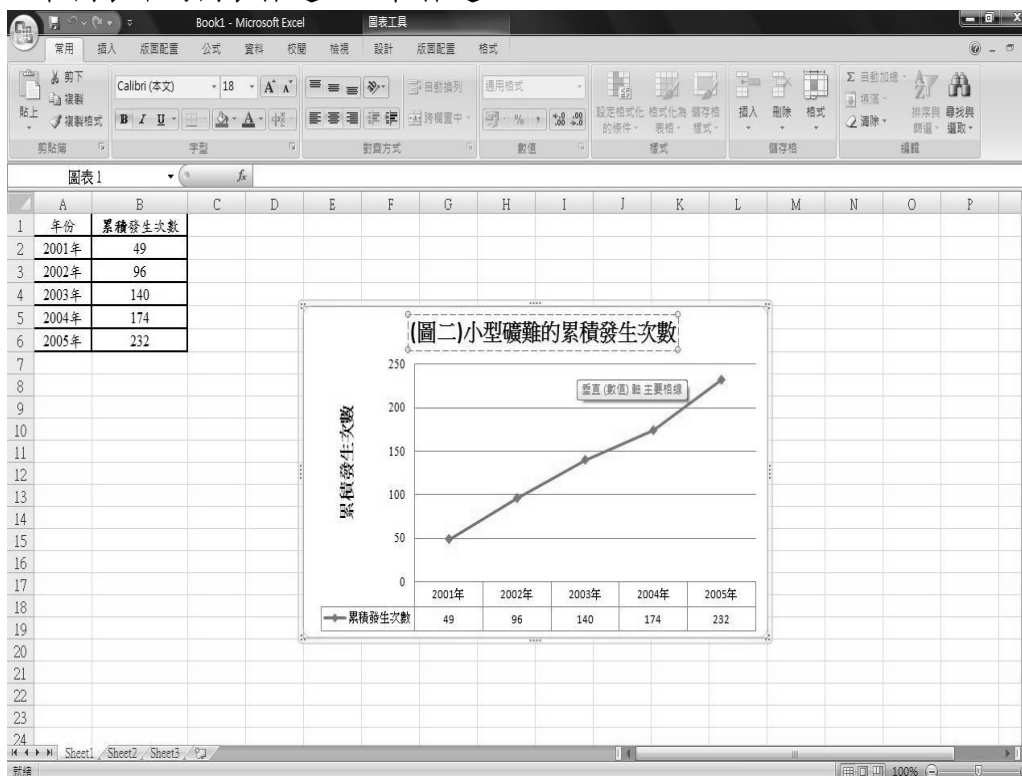 Book1 - Microsoft Excel
圖表工具
常用 插入 版面配置 公式 資料 校閱 檢視 設計 版面配置 格式
貼上
剪下
複製
複製格式
剪貼簿
Calibri (本文) 18
B I U
字型
自動換列
跨欄置中
對齊方式
通用格式
數值
設定格式化的條件
格式化為表格
儲存格樣式
樣式
插入 刪除 格式
儲存格
自動加總
填滿
清除
排序與篩選
尋找與選取
編輯
圖表 1
fx
A B C D E F G H I J K L M N O P
1 年份 累積發生次數
2 2001年 49
3 2002年 96
4 2003年 140
5 2004年 174
6 2005年 232
7
8
9
10
11
12
13
14
15
16
17
18
19
20
21
22
23
24
(圖二)小型礦難的累積發生次數
垂直 (數值) 軸 主要格線
累積發生次數
250
200
150
100
50
0
2001年 2002年 2003年 2004年 2005年
累積發生次數 49 96 140 174 232
Sheet1 Sheet2 Sheet3
就緒
100%